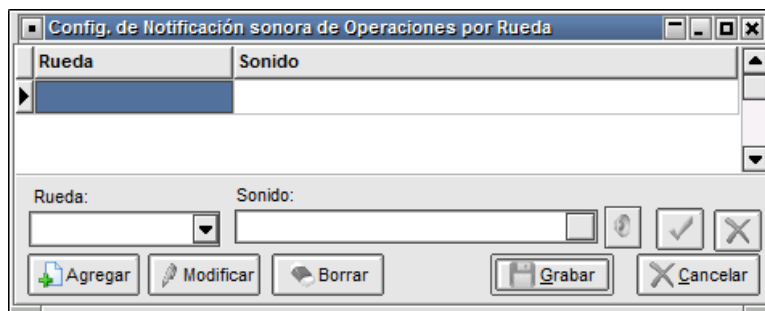 Config. de Notificación sonora de Operaciones por Rueda
Rueda Sonido
Rueda: Sonido:
Agregar Modificar Borrar Grabar Cancelar